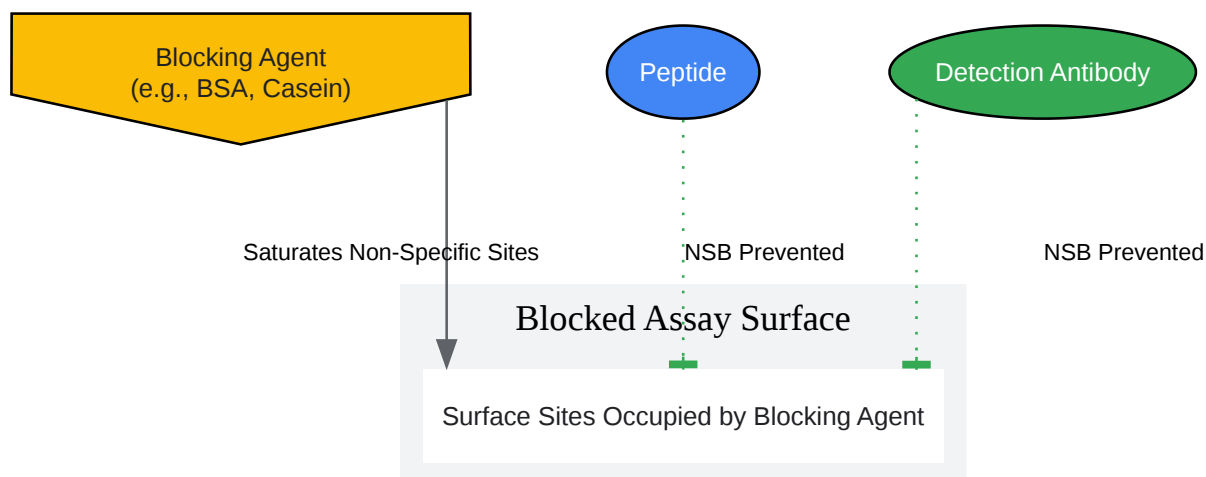 Blocking Agent
(e.g., BSA, Casein)
Peptide
Detection Antibody
Saturates Non-Specific Sites
NSB Prevented
NSB Prevented
Blocked Assay Surface
Surface Sites Occupied by Blocking Agent